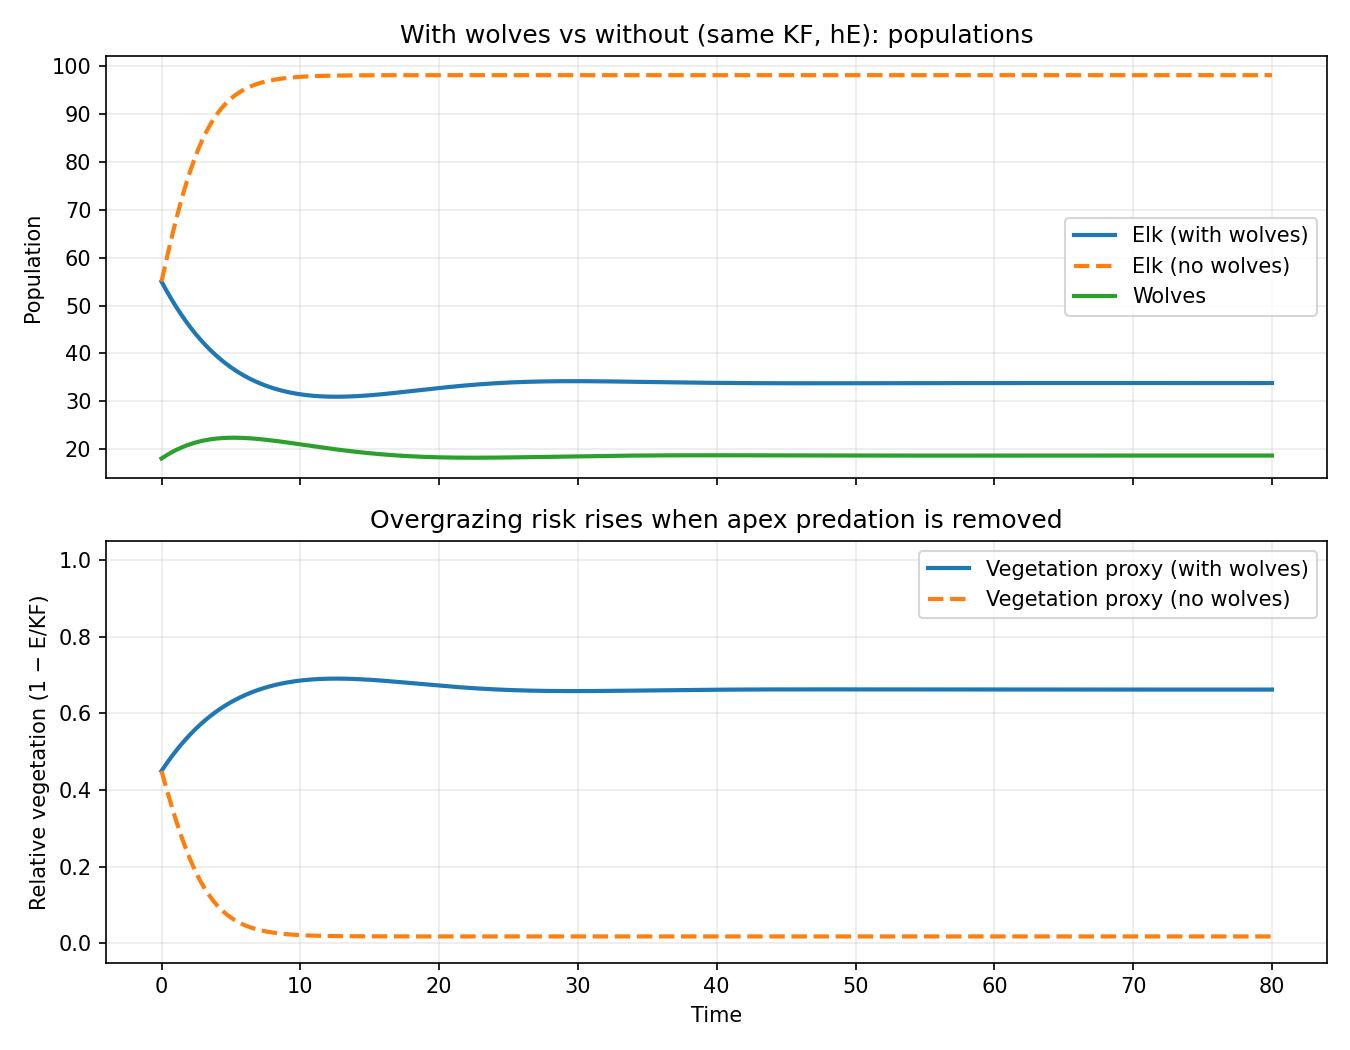 With wolves vs without (same KF, hE): populations
100
90
80
70
60
50
40
30
20
Population
Elk (with wolves)
Elk (no wolves)
Wolves
Overgrazing risk rises when apex predation is removed
1.0
0.8
0.6
0.4
0.2
0.0
Relative vegetation (1 − E/KF)
Vegetation proxy (with wolves)
Vegetation proxy (no wolves)
0 10 20 30 40 50 60 70 80
Time